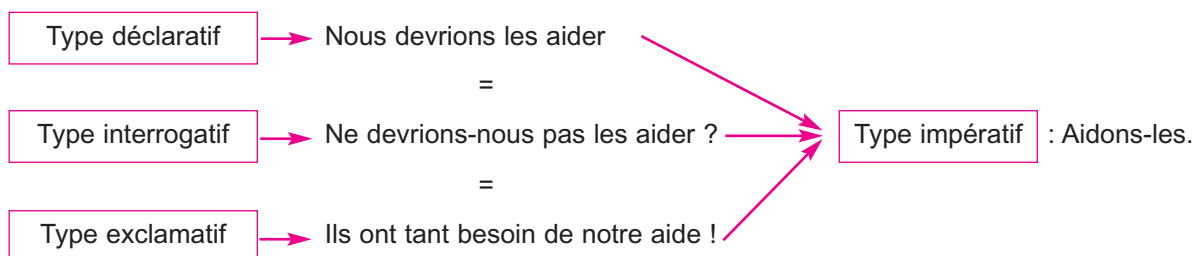 Type déclaratif Nous devrions les aider
=
Type interrogatif Ne devrions-nous pas les aider ? Type impératif : Aidons-les.
=
Type exclamatif Ils ont tant besoin de notre aide !